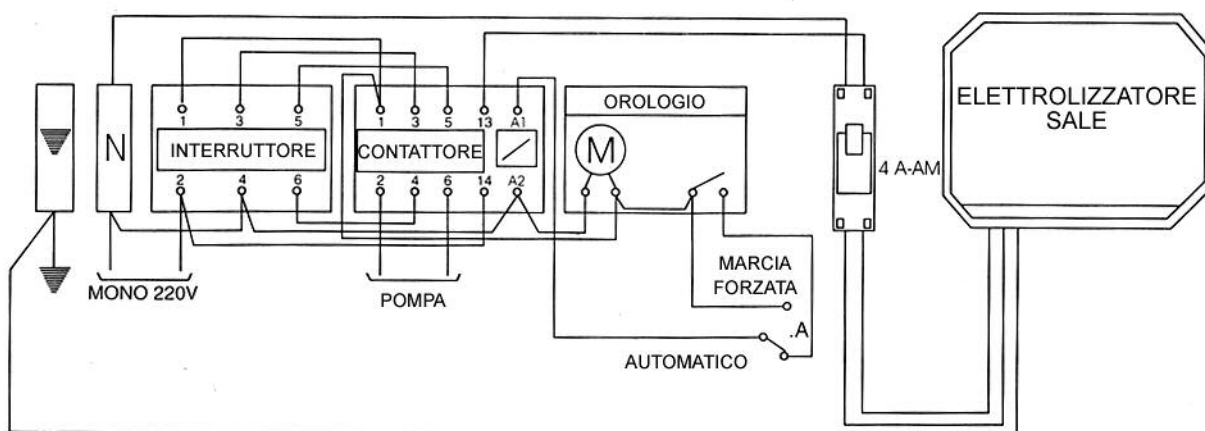 N
1 3 5
INTERRUTTORE
2 4 6
1 3 5 13 A1
CONTATTORE
2 4 6 14 A2
OROLOGIO
M
4 A-AM
ELETTROLIZZATORE
SALE
MONO 220V
POMPA
MARCIA
FORZATA
.A
AUTOMATICO